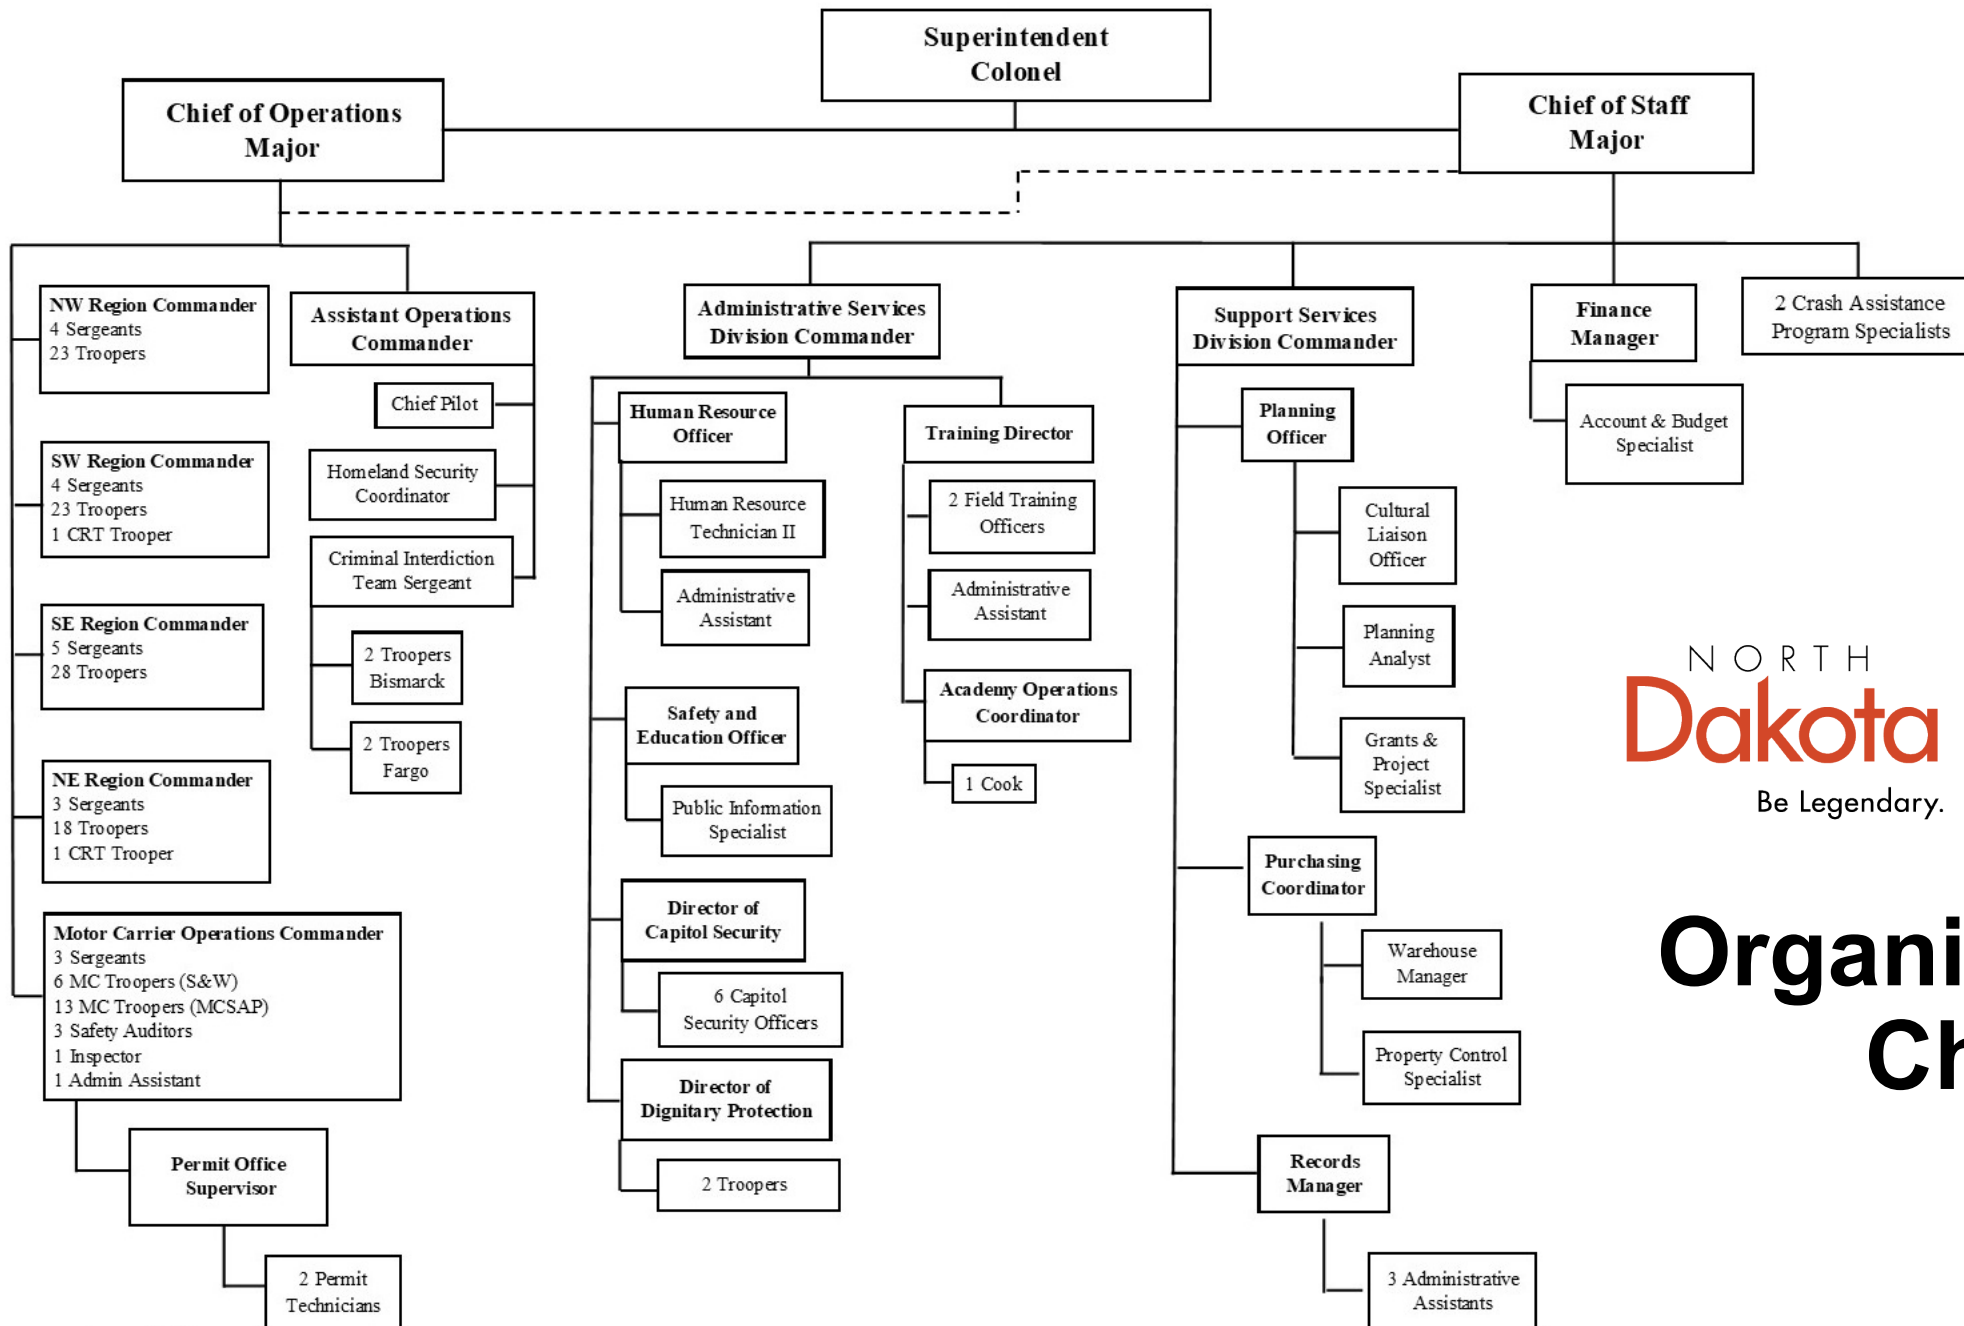 Superintendent
Colonel
Chief of Operations
Major
Chief of Staff
Major
NW Region Commander
4 Sergeants
23 Troopers
SW Region Commander
4 Sergeants
23 Troopers
1 CRT Trooper
SE Region Commander
5 Sergeants
28 Troopers
NE Region Commander
3 Sergeants
18 Troopers
1 CRT Trooper
Motor Carrier Operations Commander
3 Sergeants
6 MC Troopers (S&W)
13 MC Troopers (MCSAP)
3 Safety Auditors
1 Inspector
1 Admin Assistant
Permit Office
Supervisor
2 Permit
Technicians
Assistant Operations
Commander
Chief Pilot
Homeland Security
Coordinator
Criminal Interdiction
Team Sergeant
2 Troopers
Bismarck
2 Troopers
Fargo
Administrative Services
Division Commander
Human Resource
Officer
Human Resource
Technician II
Administrative
Assistant
Safety and
Education Officer
Public Information
Specialist
Director of
Capitol Security
6 Capitol
Security Officers
Director of
Dignitary Protection
2 Troopers
Training Director
2 Field Training
Officers
Administrative
Assistant
Academy Operations
Coordinator
1 Cook
Support Services
Division Commander
Planning
Officer
Cultural
Liaison
Officer
Planning
Analyst
Grants &
Project
Specialist
Purchasing
Coordinator
Warehouse
Manager
Property Control
Specialist
Records
Manager
3 Administrative
Assistants
Finance
Manager
Account & Budget
Specialist
2 Crash Assistance
Program Specialists
NORTH
Dakota
Be Legendary.
Organi
Ch